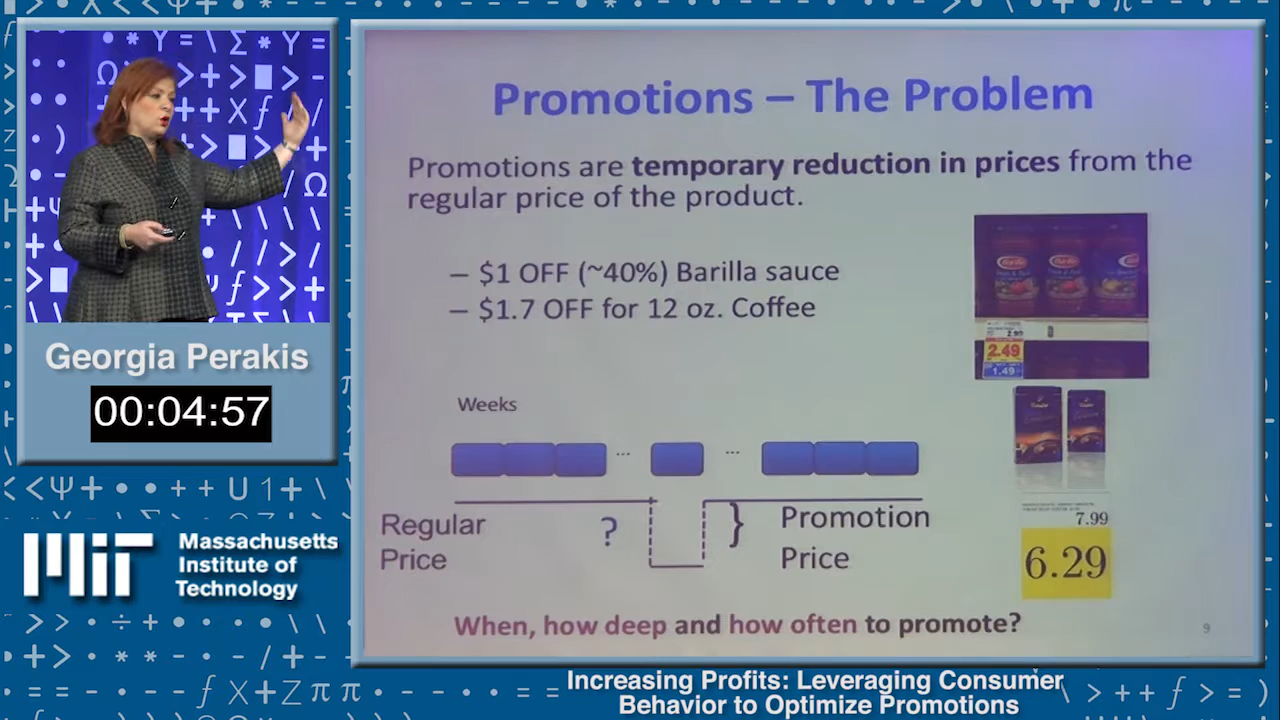 Georgia Perakis
00:04:57
MIT
Massachusetts
Institute of
Technology
Promotions – The Problem
Promotions are temporary reduction in prices from the
regular price of the product.
– $1 OFF (~40%) Barilla sauce
– $1.7 OFF for 12 oz. Coffee
Barilla
Barilla
2.49
1.49
Weeks
... ...
Regular
Price
?
}
Promotion
Price
7.99
6.29
When, how deep and how often to promote?
9
Increasing Profits: Leveraging Consumer
Behavior to Optimize Promotions